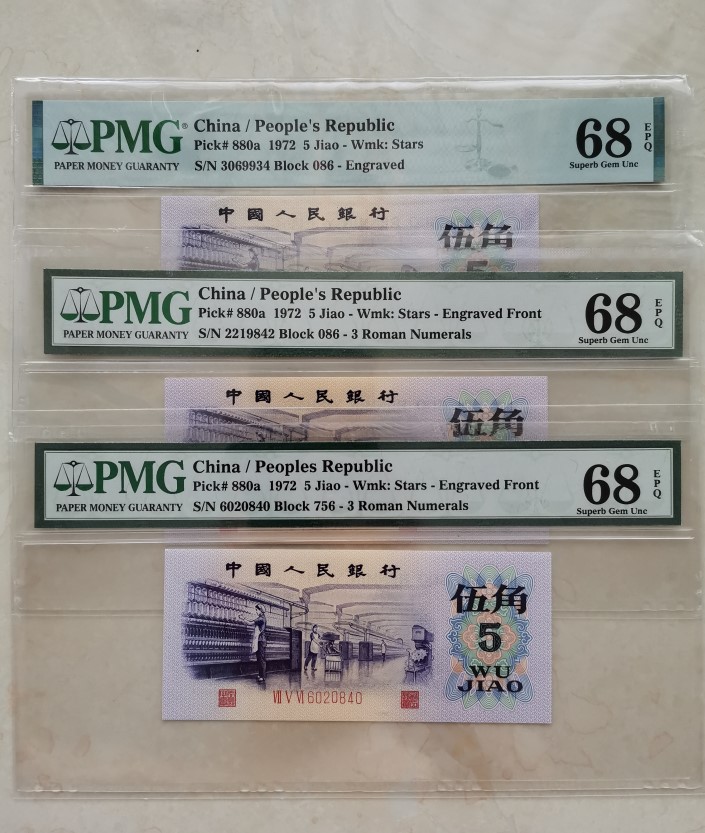 PMG®
PAPER MONEY GUARANTY
China / People's Republic
Pick# 880a 1972 5 Jiao - Wmk: Stars
S/N 3069934 Block 086 - Engraved
68
EPQ
Superb Gem Unc
中國人民銀行
伍角
5
PMG
PAPER MONEY GUARANTY
China / People's Republic
Pick# 880a 1972 5 Jiao - Wmk: Stars - Engraved Front
S/N 2219842 Block 086 - 3 Roman Numerals
68
EPQ
Superb Gem Unc
中國人民銀行
伍角
PMG
PAPER MONEY GUARANTY
China / Peoples Republic
Pick# 880a 1972 5 Jiao - Wmk: Stars - Engraved Front
S/N 6020840 Block 756 - 3 Roman Numerals
68
EPQ
Superb Gem Unc
中國人民銀行
伍角
5
WU
JIAO
VII V VI 6020840